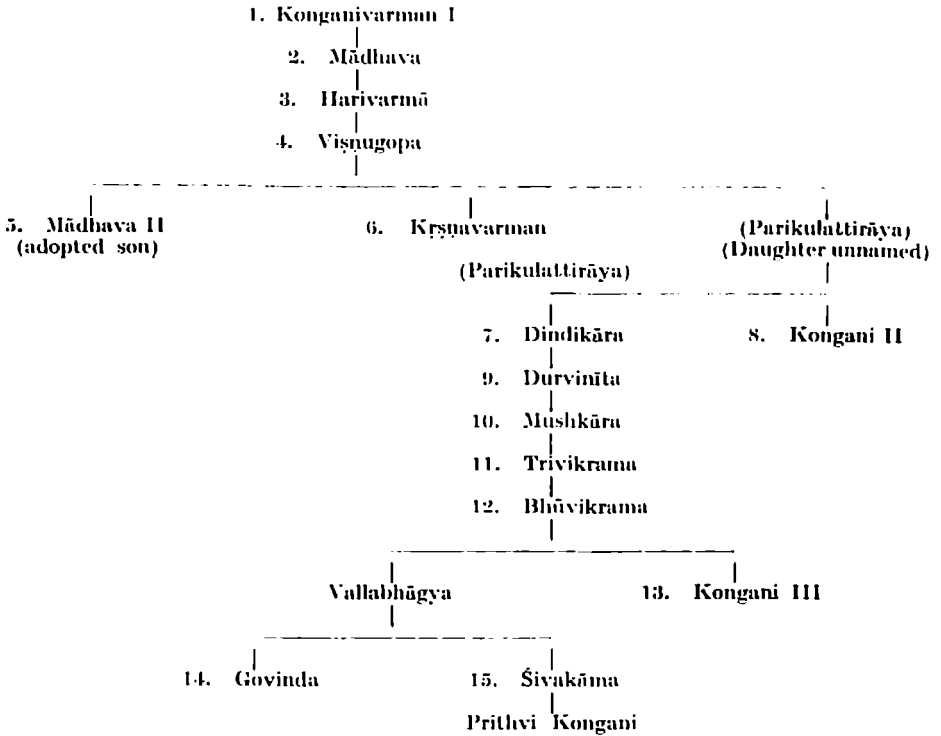 1. Konganivarman I
2. Mādhava
3. Harivarmā
4. Viṣṇugopa
5. Mādhava II 6. Kṛṣṇavarman (Parikulattirāya)
(adopted son) (Daughter unnamed)
(Parikulattirāya)
7. Dindikāra 8. Kongani II
9. Durvinīta
10. Mushkāra
11. Trivikrama
12. Bhūvikrama
Vallabhāgya 13. Kongani III
14. Govinda 15. Śivakāma
Prithvi Kongani